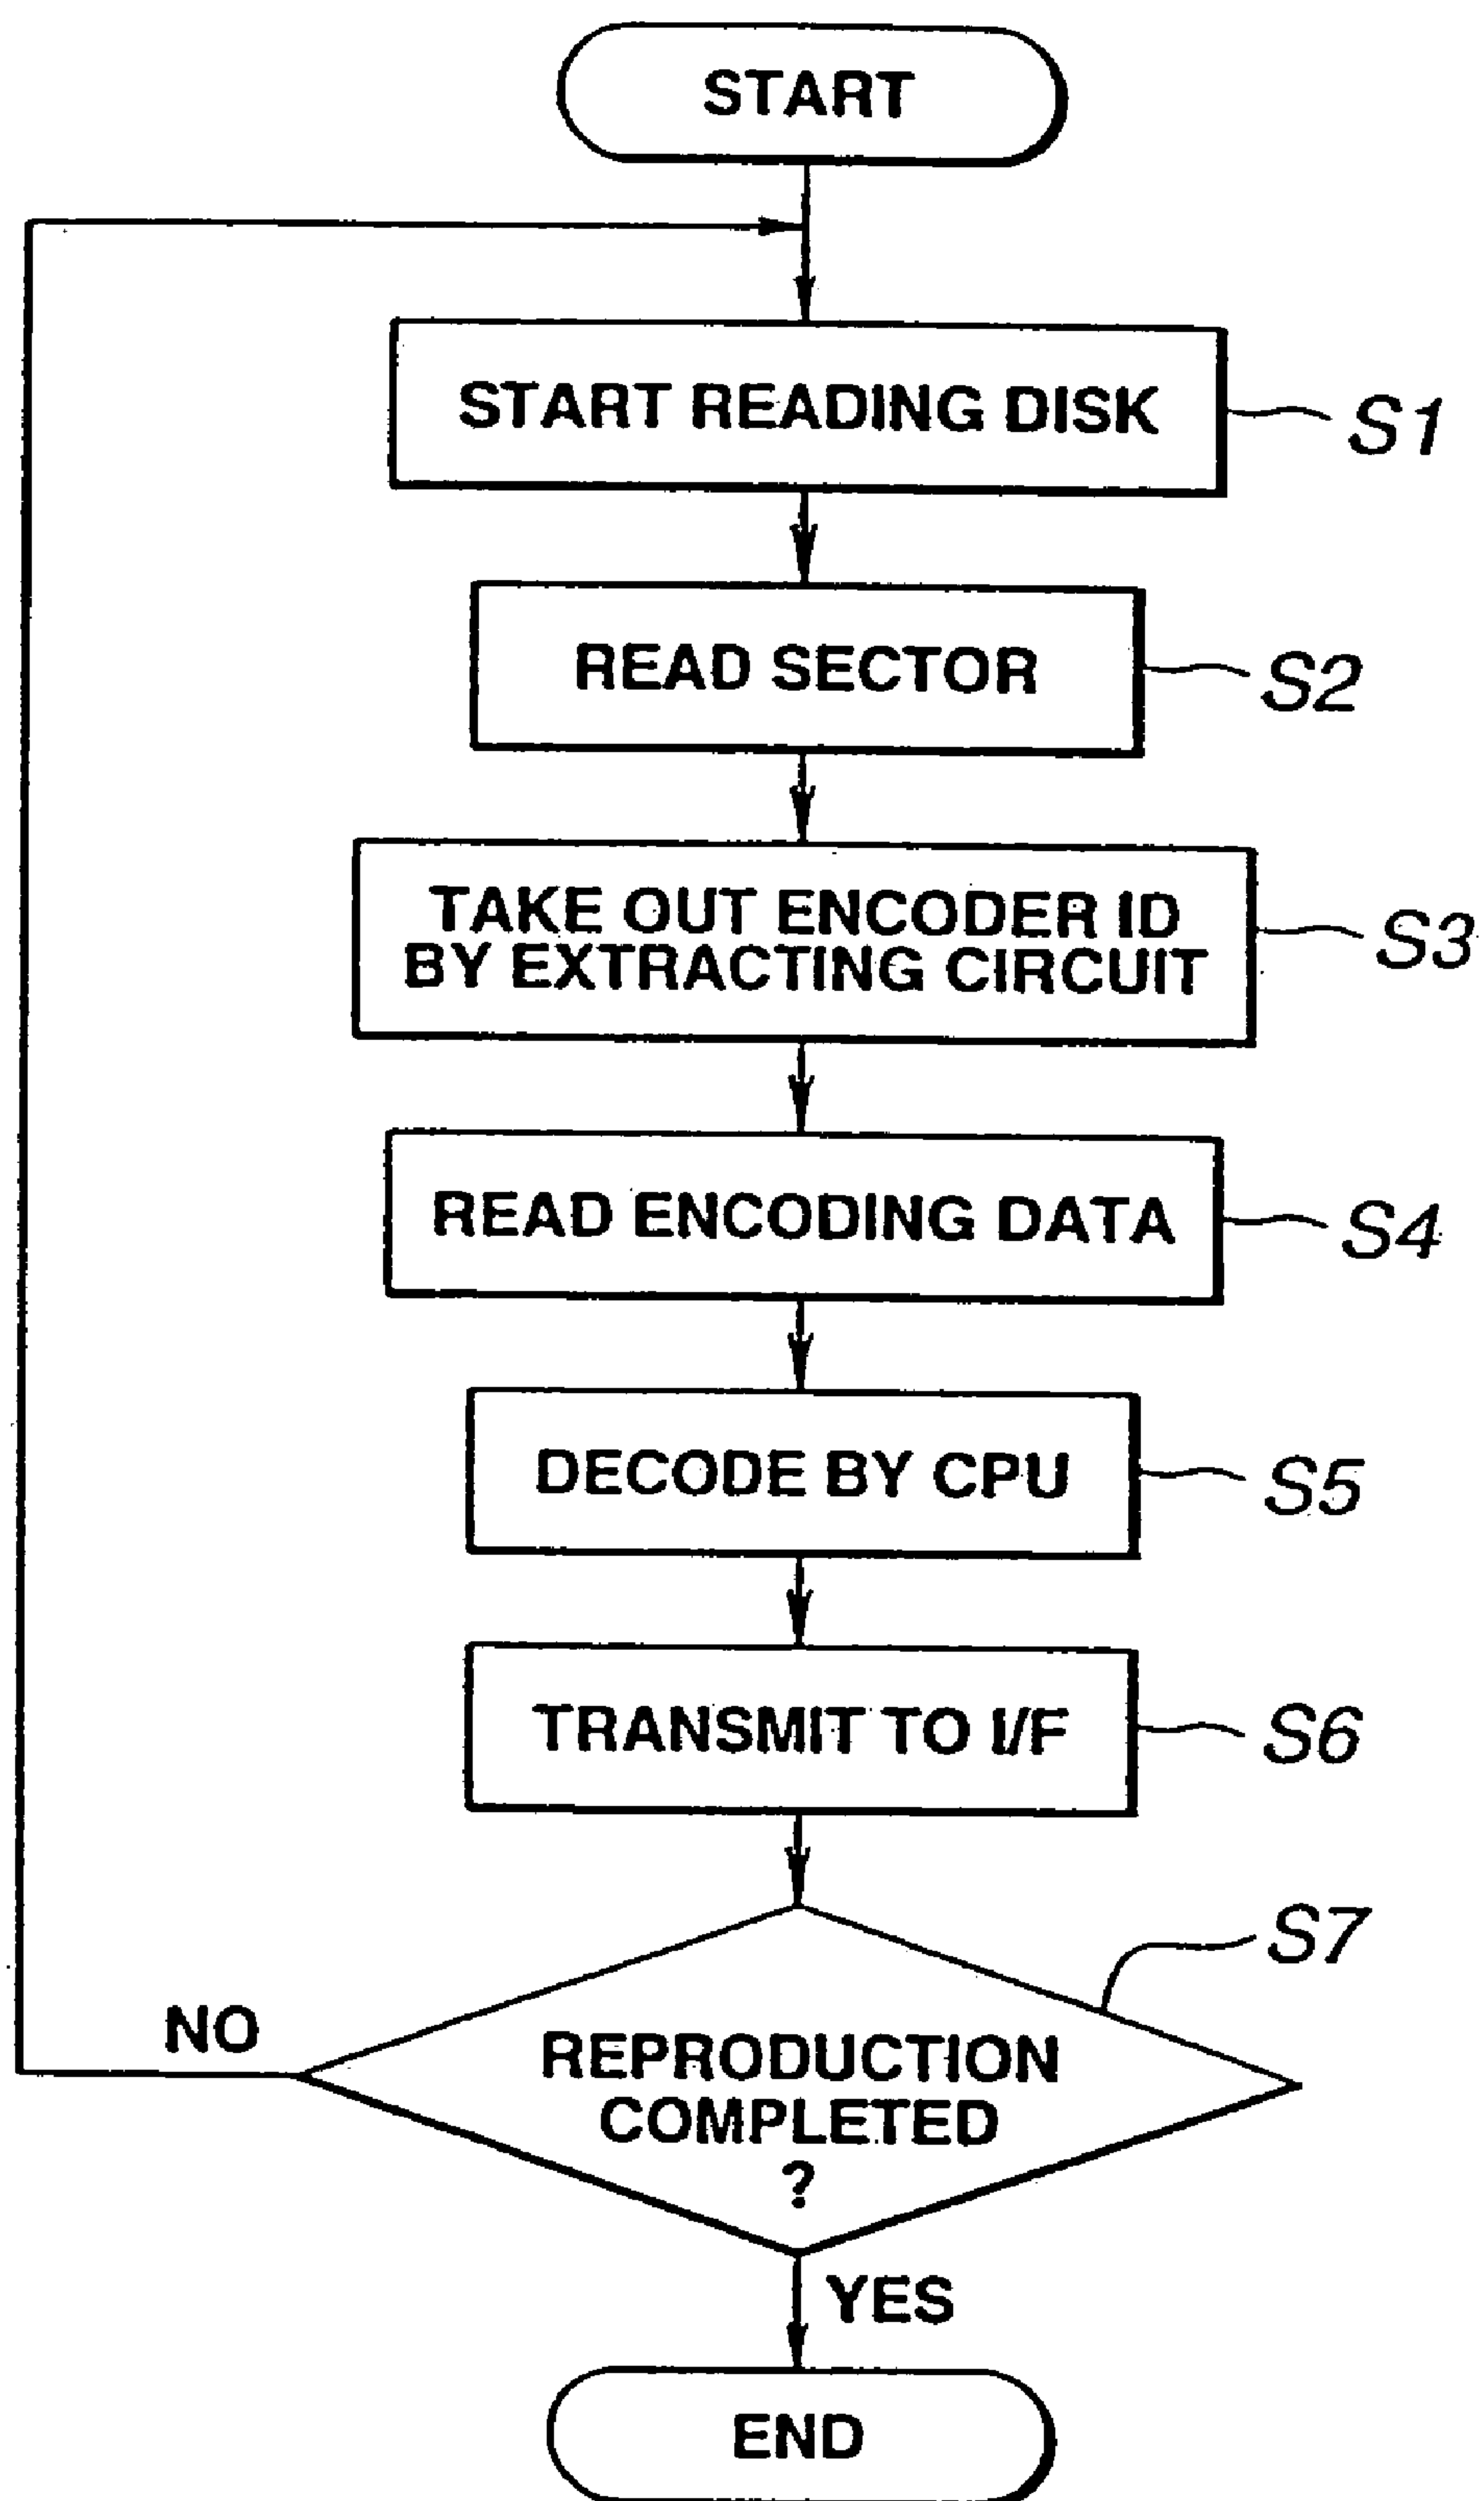 START
START READING DISK
S1
READ SECTOR
S2
TAKE OUT ENCODER ID
BY EXTRACTING CIRCUIT
S3
READ ENCODING DATA
S4
DECODE BY CPU
S5
TRANSMIT TO I/F
S6
S7
NO
REPRODUCTION
COMPLETED
?
YES
END